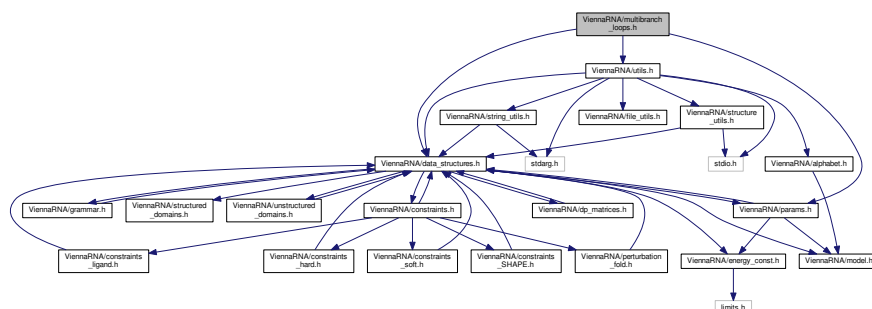 ViennaRNA/multibranch
_loops.h
ViennaRNA/utils.h
ViennaRNA/string_utils.h
ViennaRNA/file_utils.h
ViennaRNA/structure
_utils.h
ViennaRNA/data_structures.h
stdarg.h
stdio.h
ViennaRNA/alphabet.h
ViennaRNA/grammar.h
ViennaRNA/structured
_domains.h
ViennaRNA/unstructured
_domains.h
ViennaRNA/constraints.h
ViennaRNA/dp_matrices.h
ViennaRNA/params.h
ViennaRNA/constraints
_ligand.h
ViennaRNA/constraints
_hard.h
ViennaRNA/constraints
_soft.h
ViennaRNA/constraints
_SHAPE.h
ViennaRNA/perturbation
_fold.h
ViennaRNA/energy_const.h
ViennaRNA/model.h
limits.h